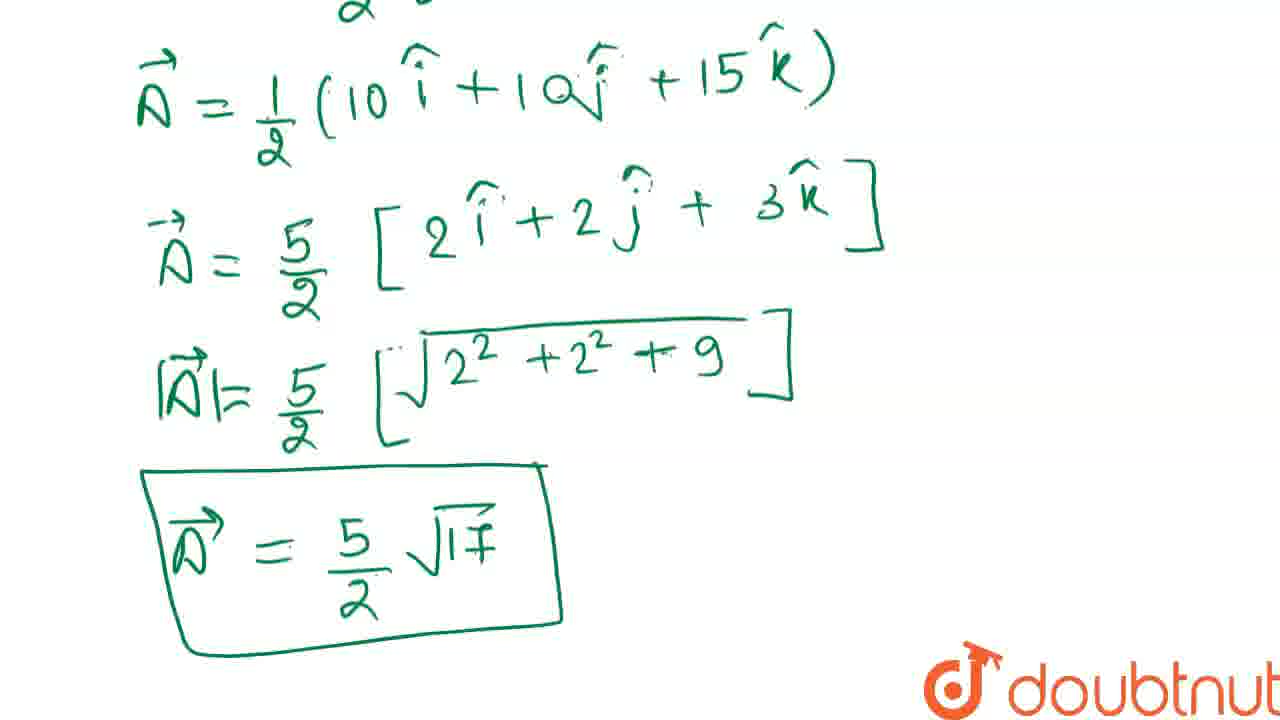 2
A⃗ = 1/2 (10 î + 10 ĵ + 15 k̂)
A⃗ = 5/2 [2 î + 2 ĵ + 3 k̂]
|A⃗| = 5/2 [√(2² + 2² + 9)]
A⃗ = 5/2 √17
doubtnut